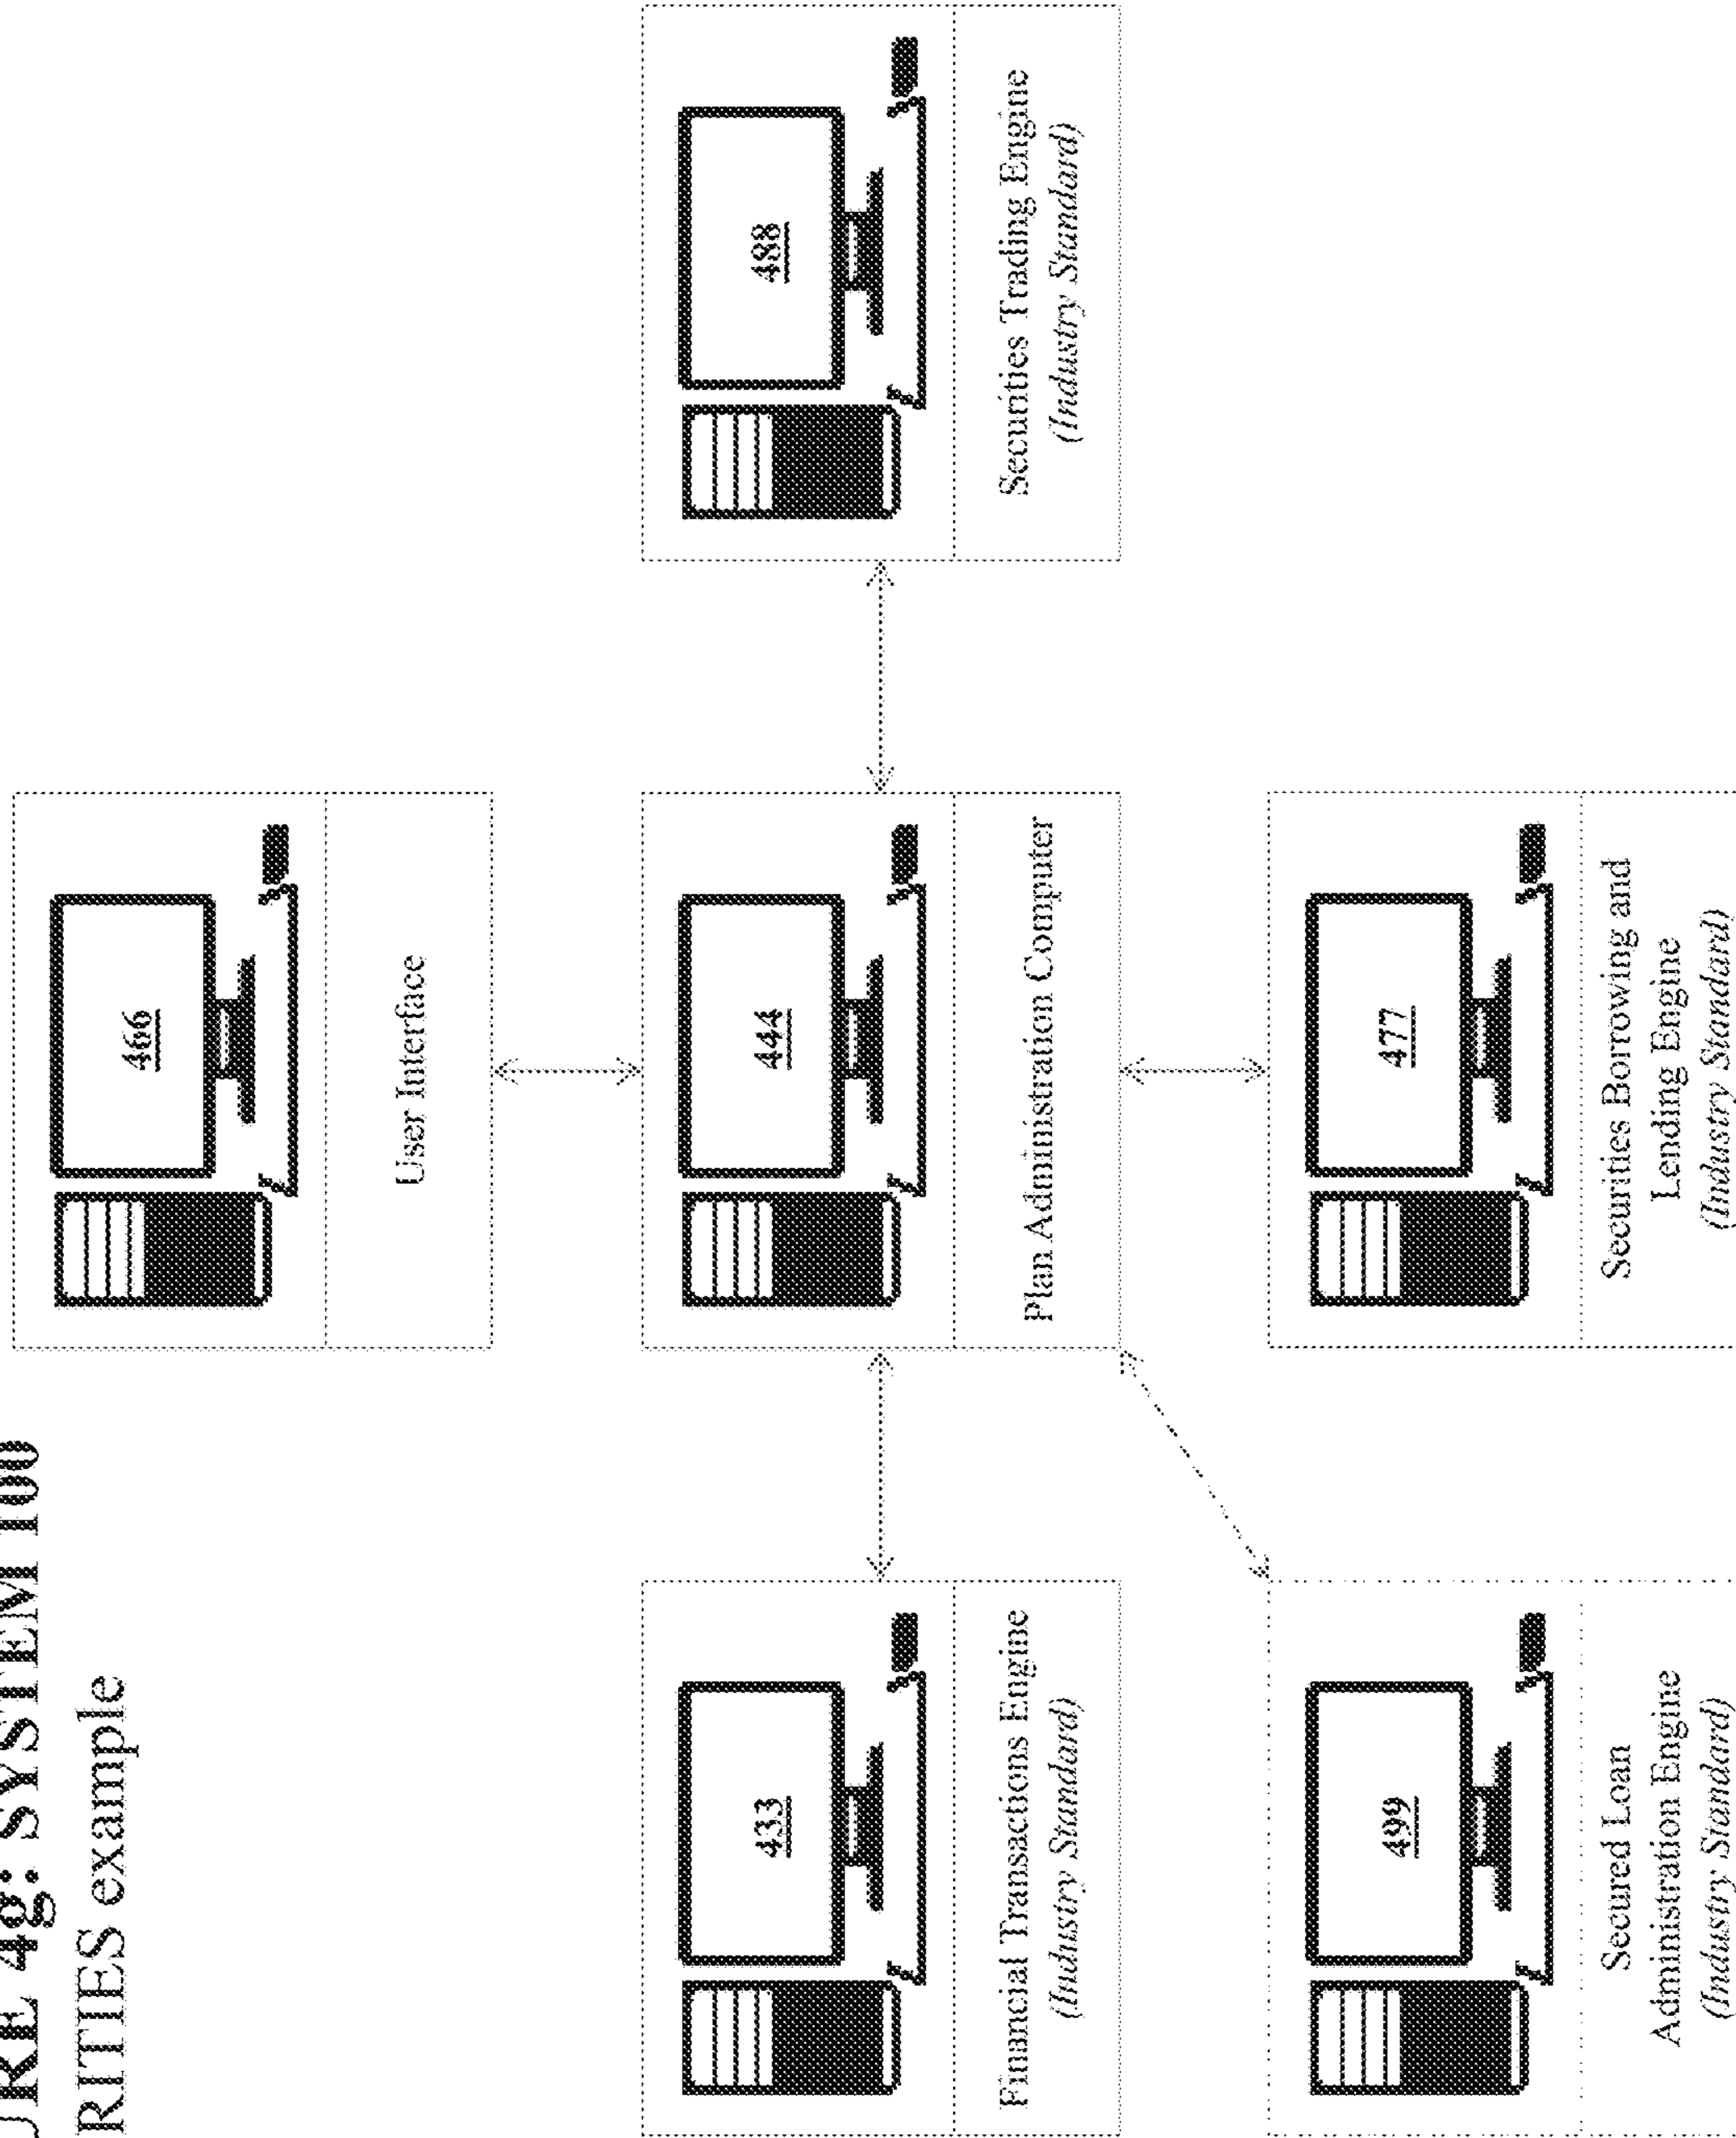 URE 4g: SYSTEM 100
RITIES example
466
User Interface
433
Financial Transactions Engine
(Industry Standard)
444
Plan Administration Computer
488
Securities Trading Engine
(Industry Standard)
499
Secured Loan
Administration Engine
(Industry Standard)
477
Securities Borrowing and
Lending Engine
(Industry Standard)